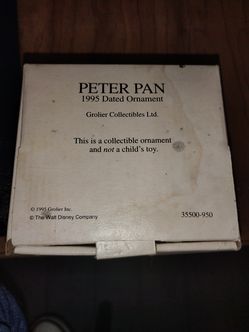 PETER PAN
1995 Dated Ornament
Grolier Collectibles Ltd.
This is a collectible ornament
and not a child's toy.
© 1995 Grolier Inc.
© The Walt Disney Company
35500-950